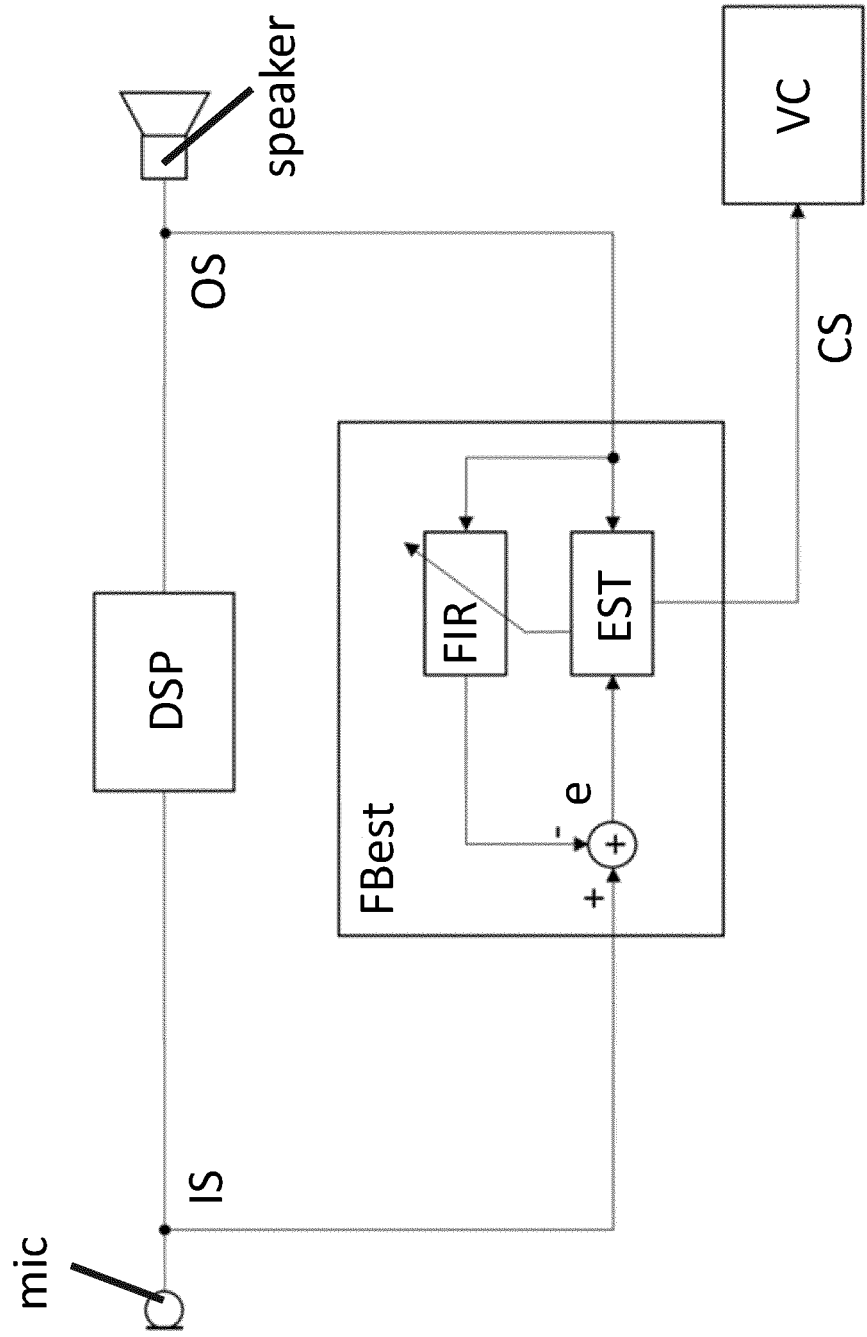 mic
IS
DSP
OS
speaker
FBest
+
-
+
e
FIR
EST
CS
VC